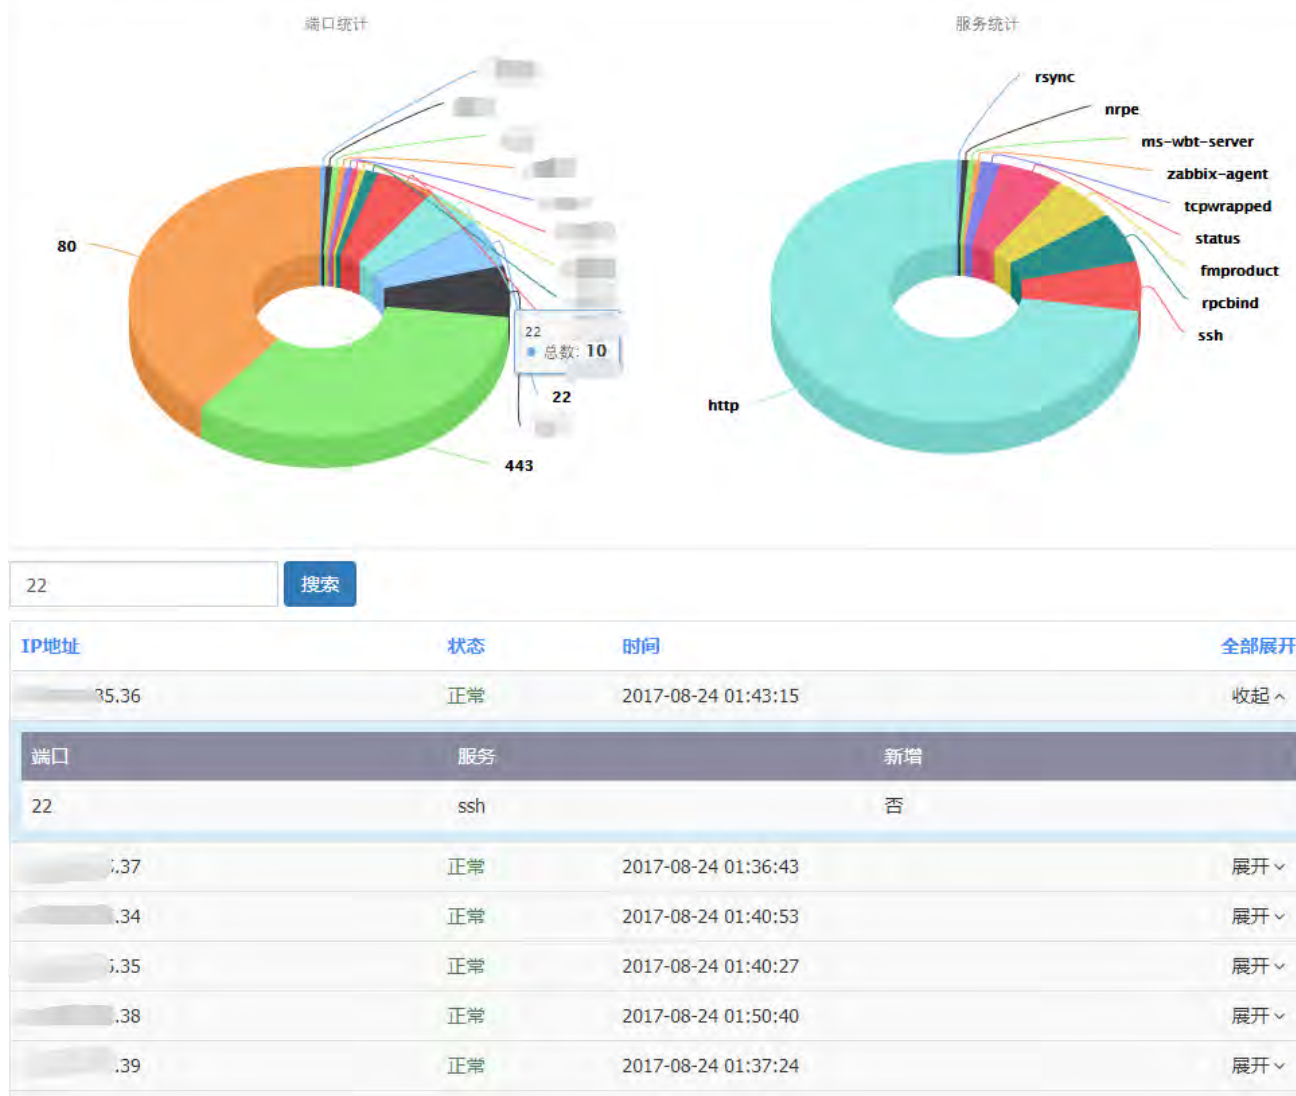 端口统计
80
22
总数: 10
22
443
服务统计
rsync
nrpe
ms-wbt-server
zabbix-agent
tcpwrapped
status
fmproduct
rpcbind
ssh
http
22 搜索
IP地址 状态 时间 全部展开
35.36 正常 2017-08-24 01:43:15 收起
端口 服务 新增
22 ssh 否
.37 正常 2017-08-24 01:36:43 展开
.34 正常 2017-08-24 01:40:53 展开
.35 正常 2017-08-24 01:40:27 展开
.38 正常 2017-08-24 01:50:40 展开
.39 正常 2017-08-24 01:37:24 展开